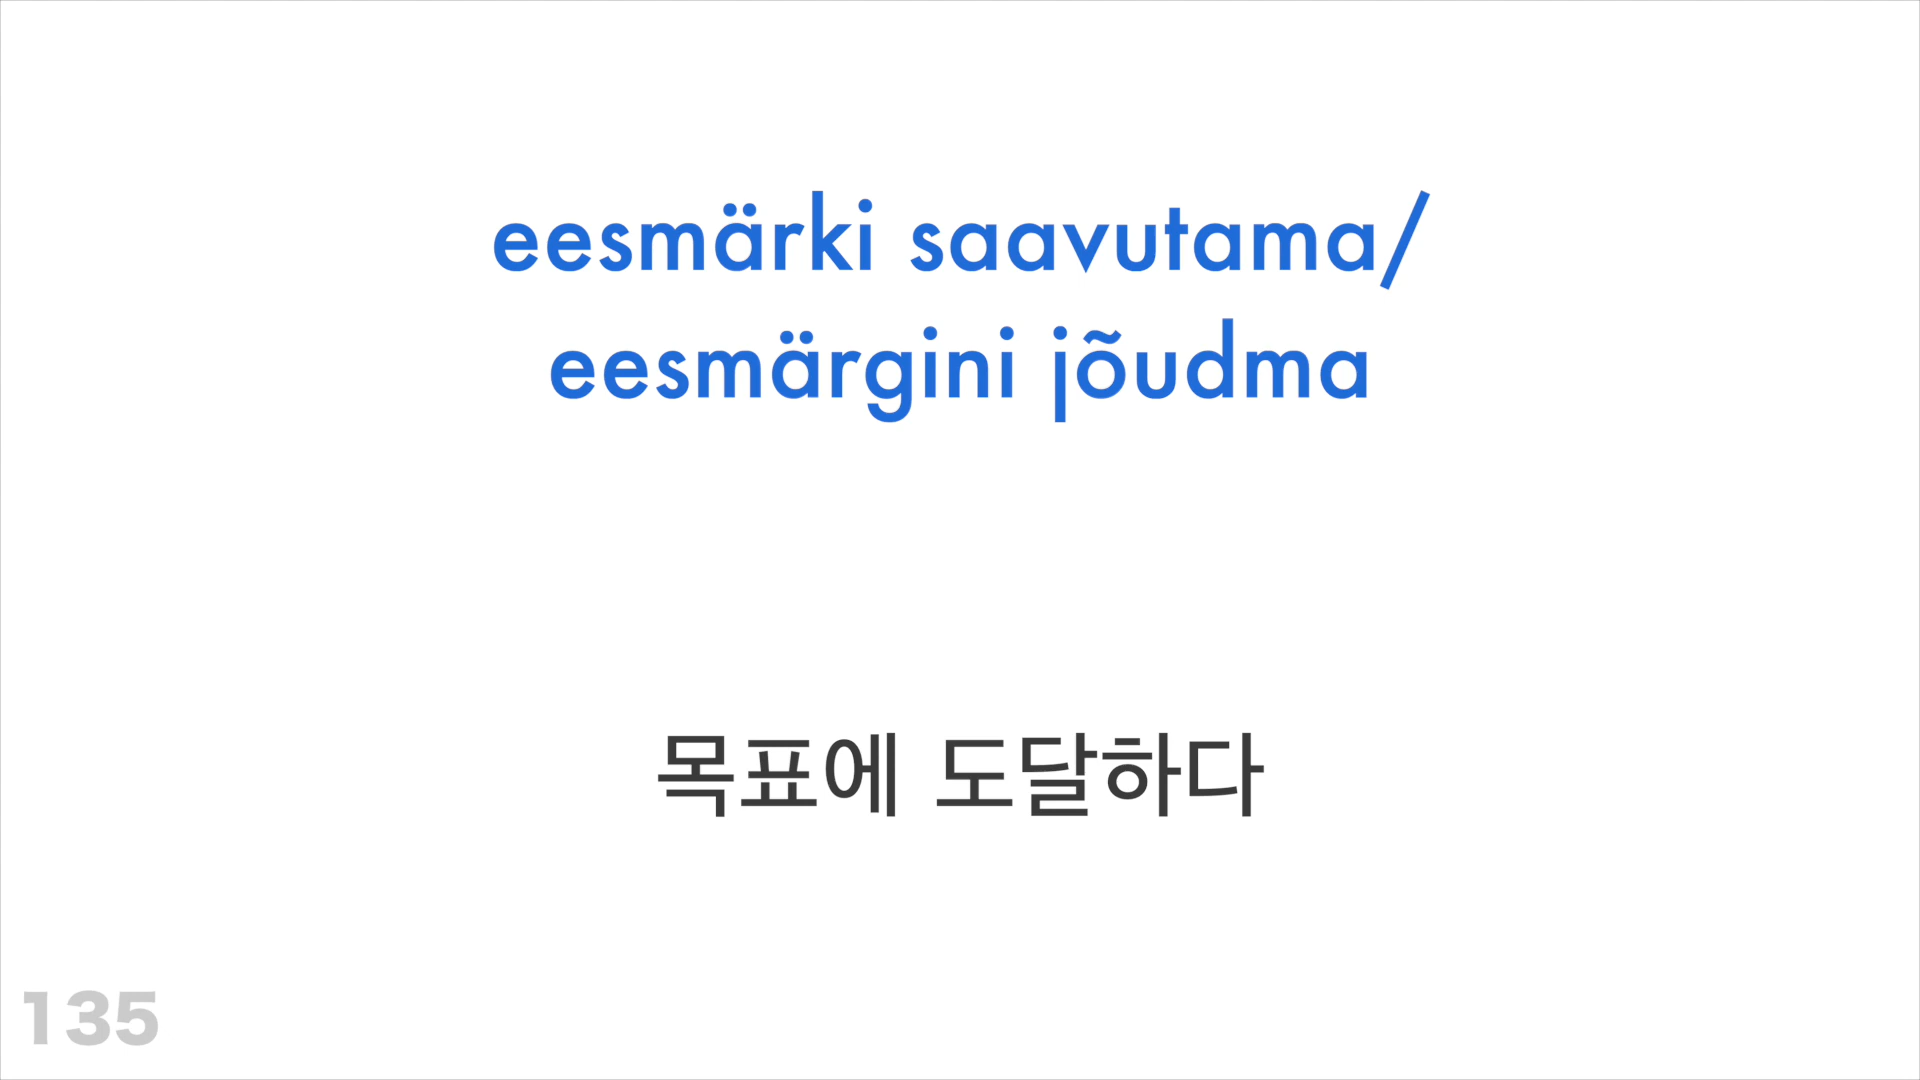 eesmärki saavutama/
eesmärgini jõudma
목표에 도달하다
135